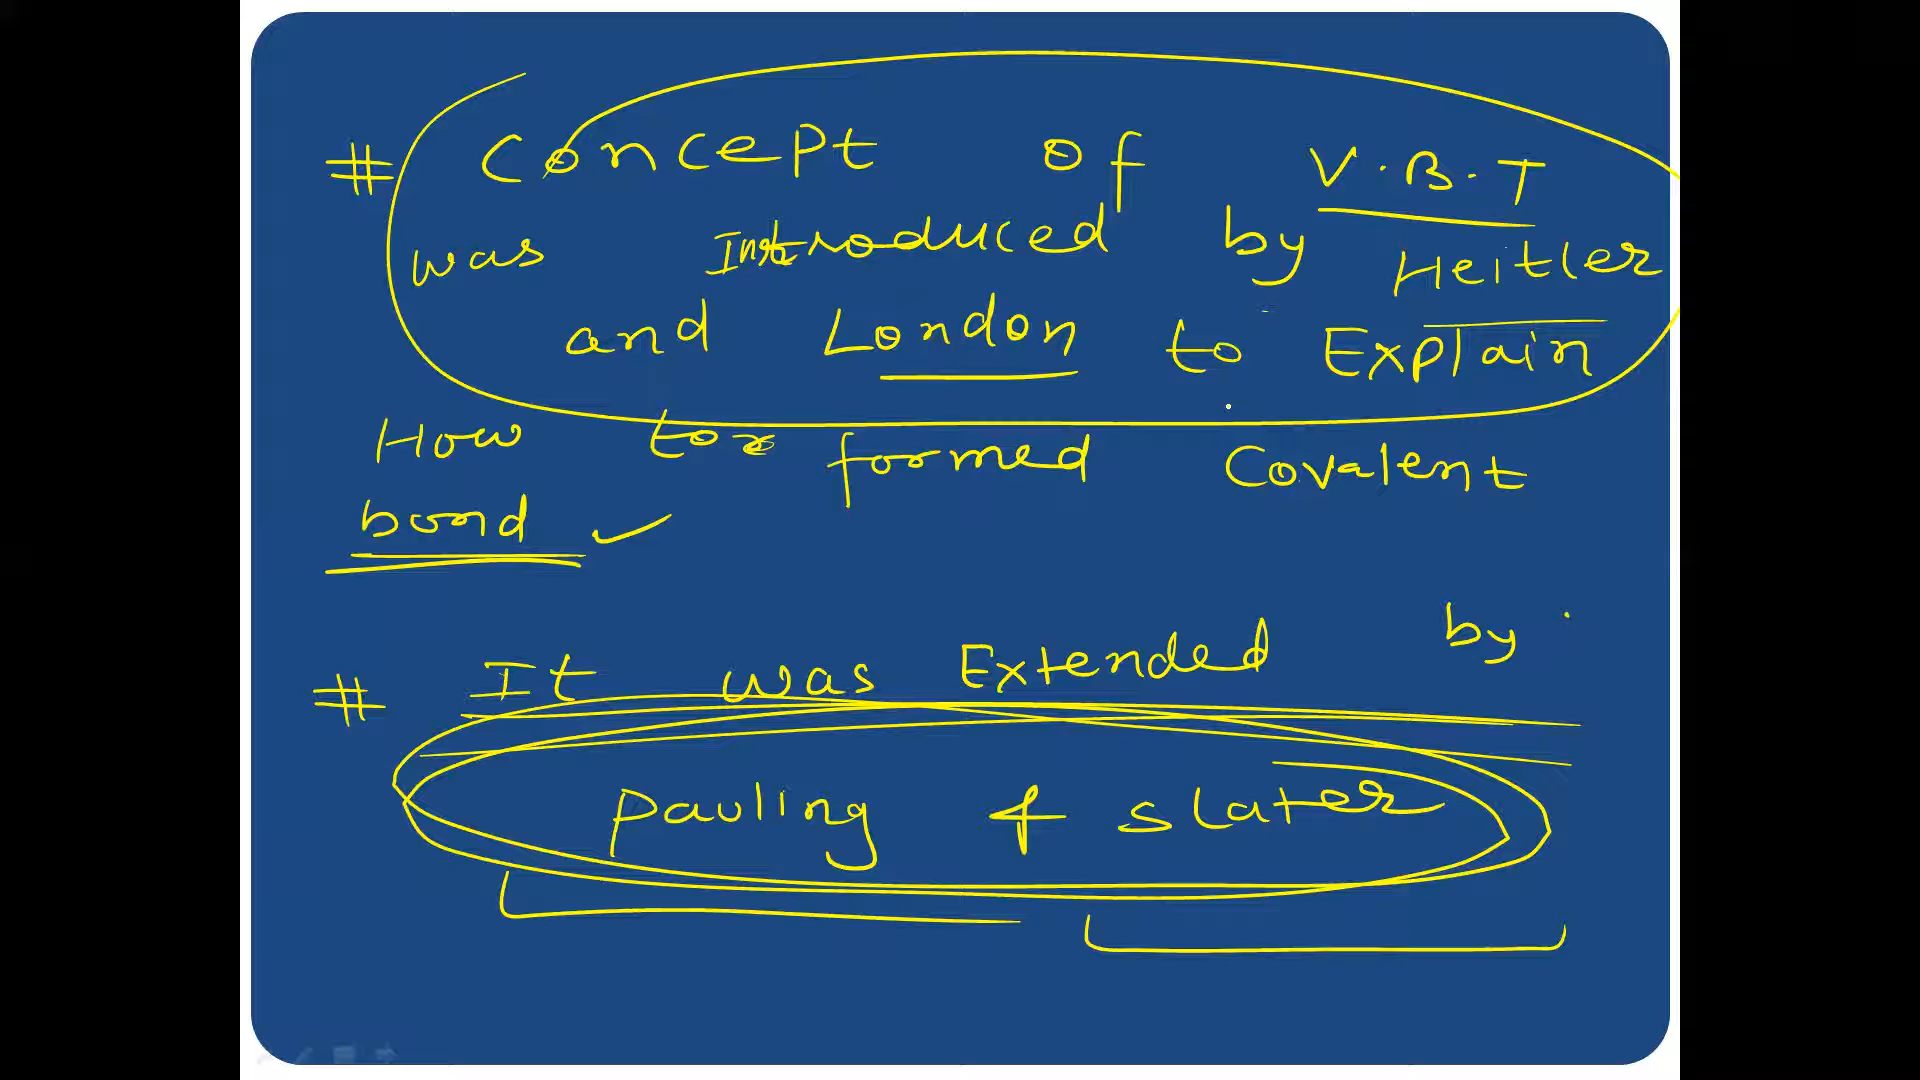 # Concept of V.B.T
was Introduced by Heitler
and London to Explain
How to formed Covalent
bond
# It was Extended by
Pauling & Slater